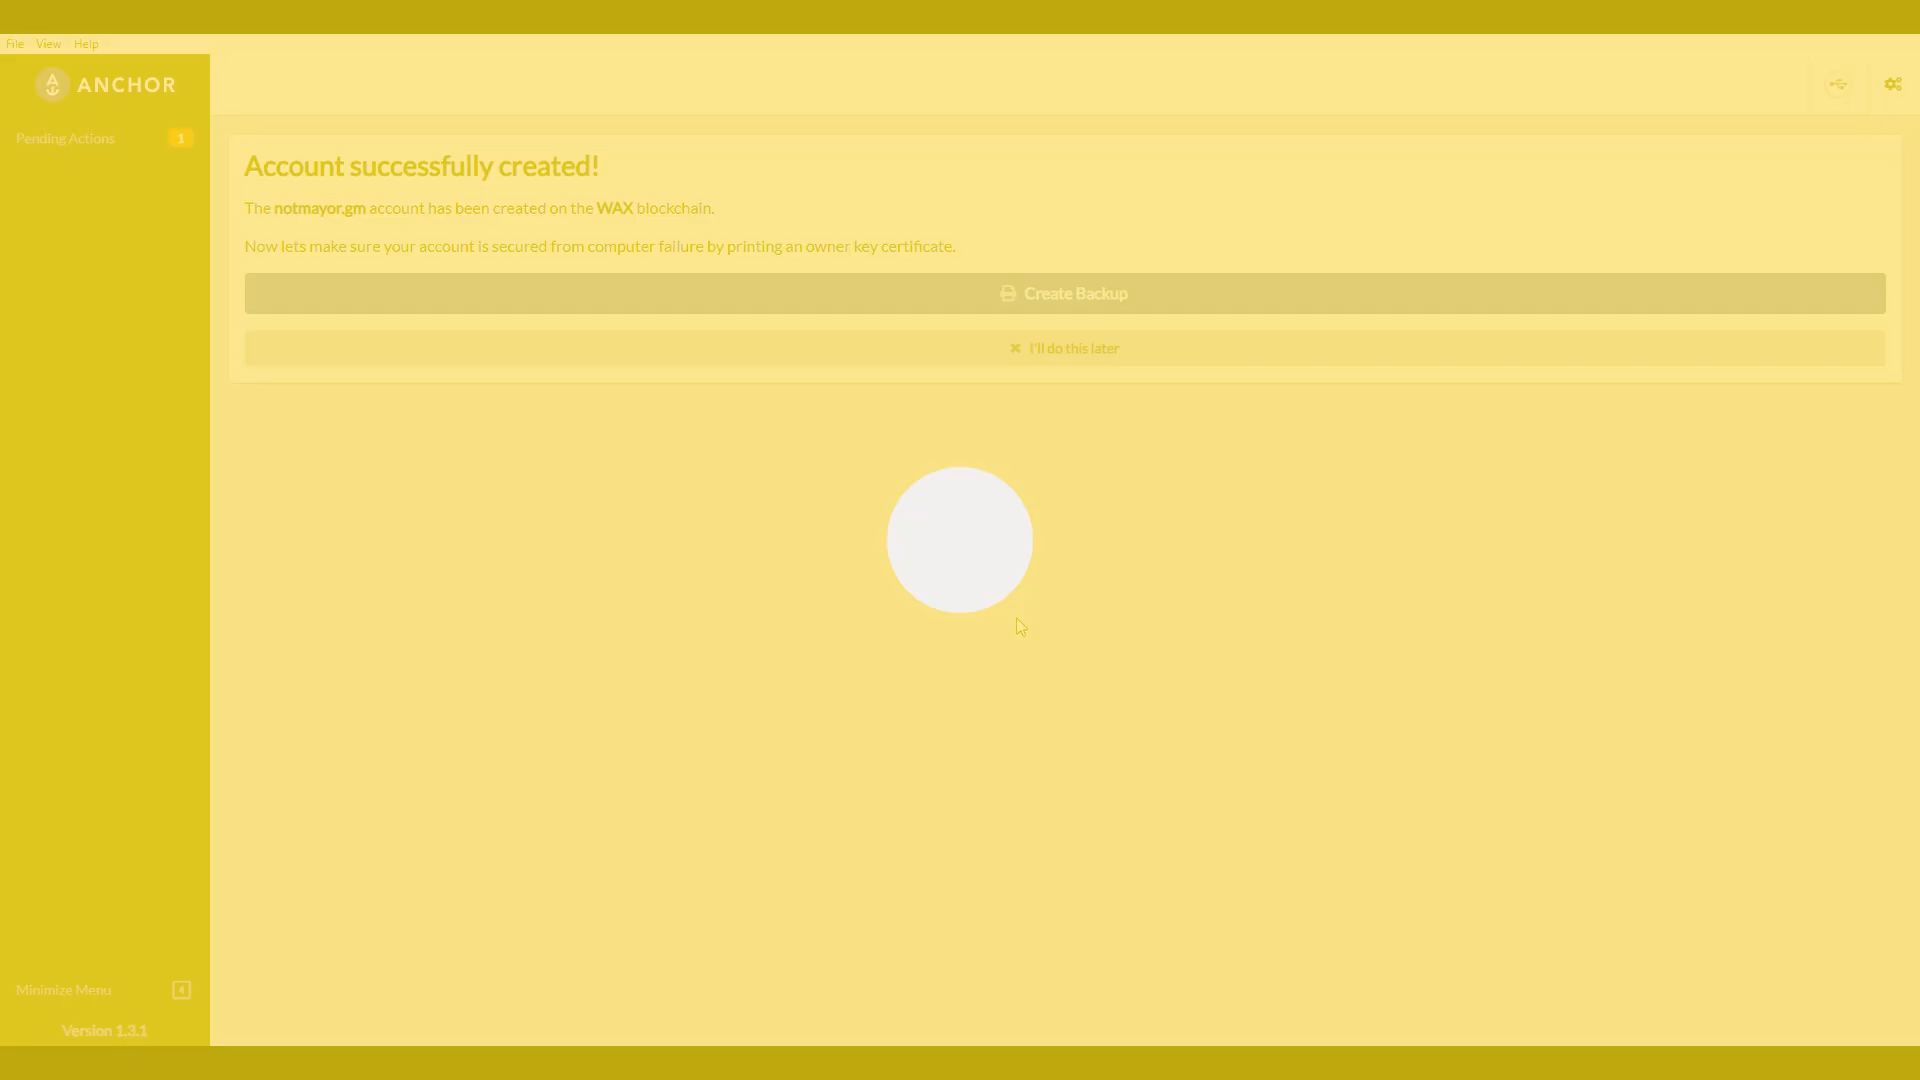 File View Help
ANCHOR
Pending Actions 1
Account successfully created!
The notmayor.gm account has been created on the WAX blockchain.
Now lets make sure your account is secured from computer failure by printing an owner key certificate.
Create Backup
I'll do this later
Minimize Menu
Version 1.3.1